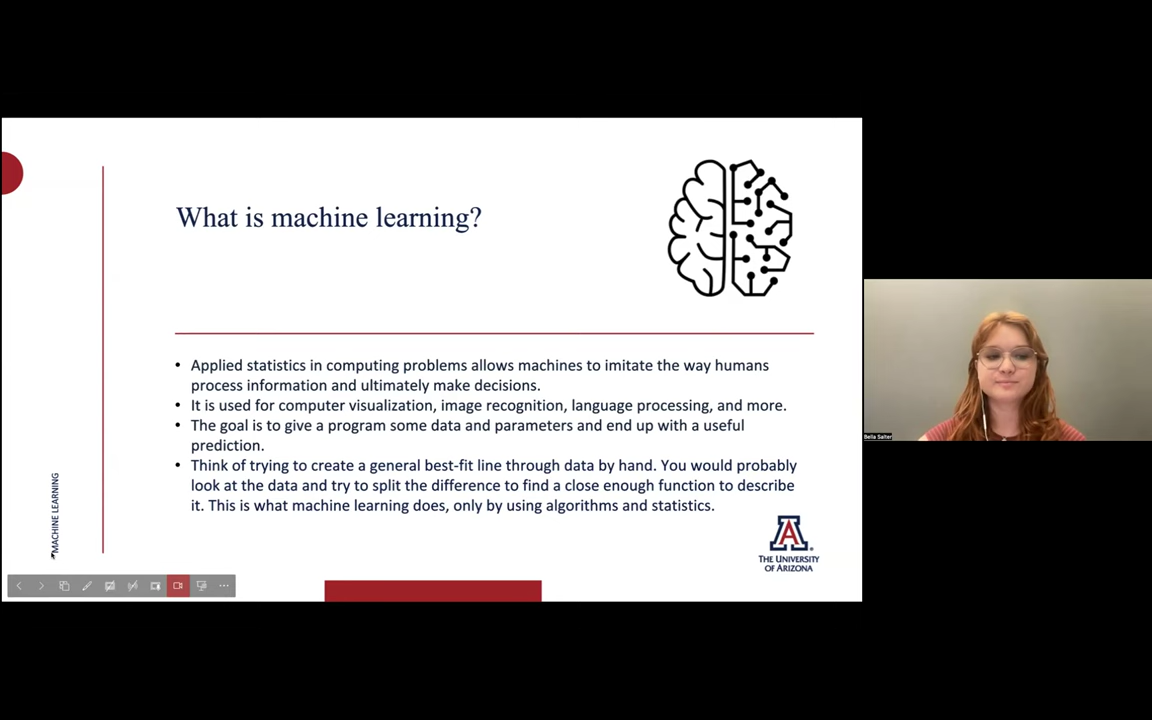 What is machine learning?
• Applied statistics in computing problems allows machines to imitate the way humans
process information and ultimately make decisions.
• It is used for computer visualization, image recognition, language processing, and more.
• The goal is to give a program some data and parameters and end up with a useful
prediction.
• Think of trying to create a general best-fit line through data by hand. You would probably
look at the data and try to split the difference to find a close enough function to describe
it. This is what machine learning does, only by using algorithms and statistics.
MACHINE LEARNING
A
THE UNIVERSITY
OF ARIZONA
Bella Salter